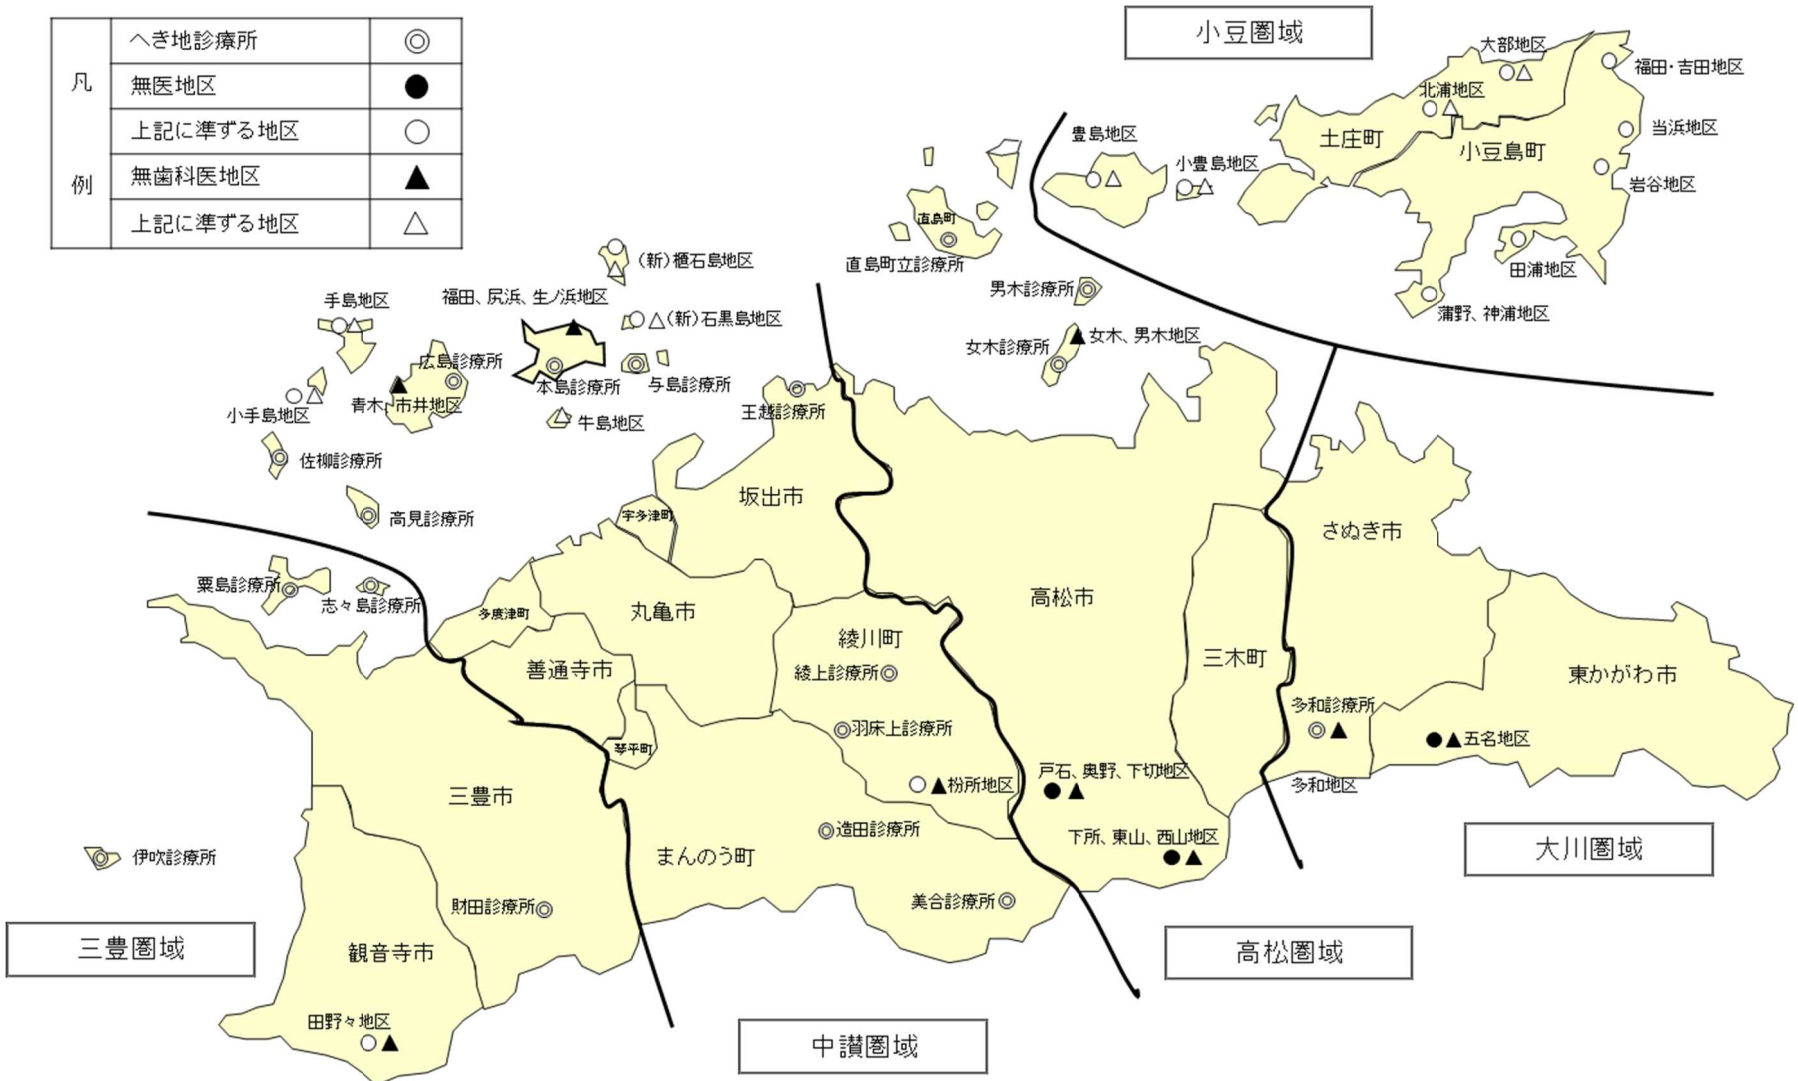 凡例
へき地診療所 ◎
無医地区 ●
上記に準ずる地区 ○
無歯科医地区 ▲
上記に準ずる地区 △
小豆圏域
大部地区
福田・吉田地区
北浦地区
当浜地区
土庄町
小豆島町
岩谷地区
豊島地区
小豊島地区
田浦地区
蒲野、神浦地区
直島町
直島町立診療所
男木診療所
女木診療所
女木、男木地区
(新)櫃石島地区
手島地区
福田、尻浜、生ノ浜地区
(新)石黒島地区
広島診療所
本島診療所
与島診療所
青木、市井地区
小手島地区
牛島地区
王越診療所
佐柳診療所
高見診療所
坂出市
宇多津町
さぬき市
粟島診療所
志々島診療所
多度津町
丸亀市
高松市
綾川町
善通寺市
綾上診療所
三木町
東かがわ市
多和診療所
羽床上診療所
五名地区
琴平町
戸石、奥野、下切地区
枌所地区
多和地区
三豊市
造田診療所
下所、東山、西山地区
まんのう町
大川圏域
伊吹診療所
財田診療所
美合診療所
三豊圏域
観音寺市
高松圏域
田野々地区
中讃圏域